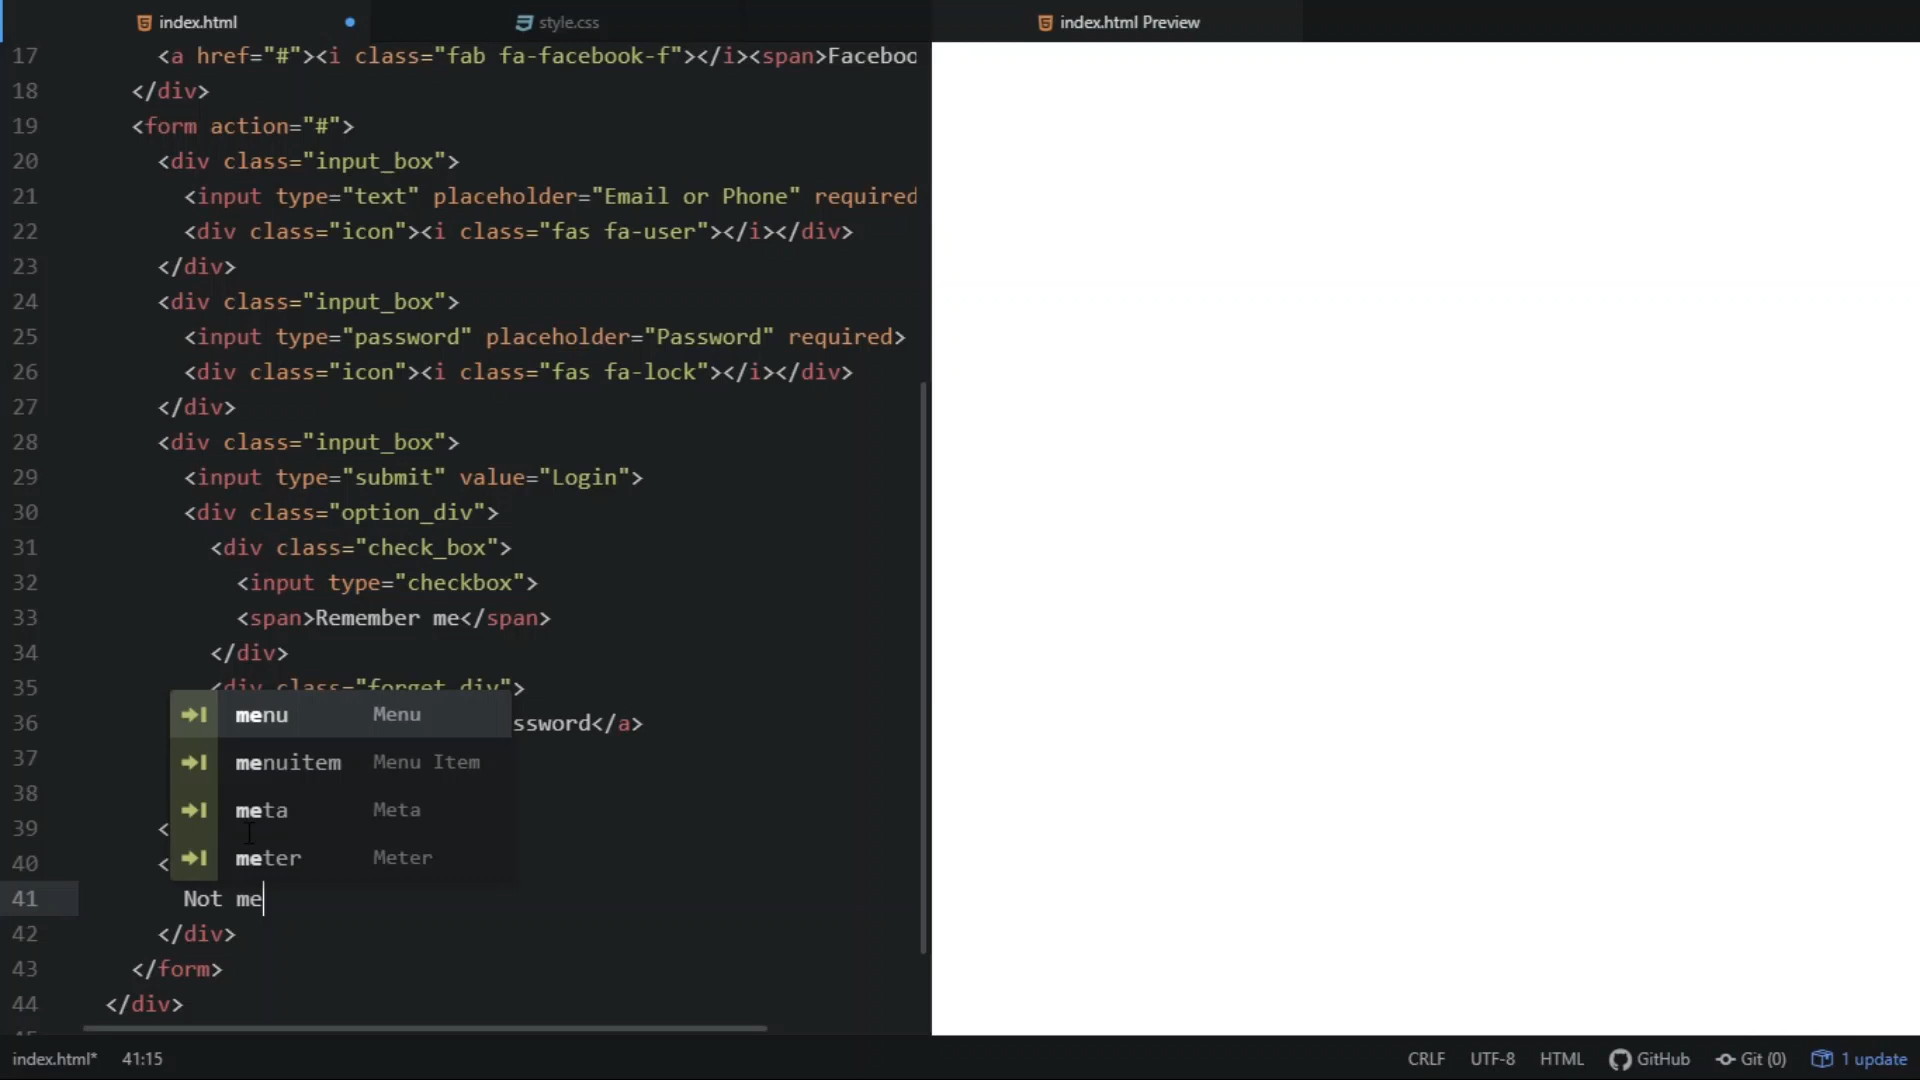 index.html
style.css
index.html Preview
17 <a href="#"><i class="fab fa-facebook-f"></i><span>Faceboo
18 </div>
19 <form action="#">
20 <div class="input_box">
21 <input type="text" placeholder="Email or Phone" required
22 <div class="icon"><i class="fas fa-user"></i></div>
23 </div>
24 <div class="input_box">
25 <input type="password" placeholder="Password" required>
26 <div class="icon"><i class="fas fa-lock"></i></div>
27 </div>
28 <div class="input_box">
29 <input type="submit" value="Login">
30 <div class="option_div">
31 <div class="check_box">
32 <input type="checkbox">
33 <span>Remember me</span>
34 </div>
35 <div class="forget_div">
menu Menu
36 ssword</a>
37
menuitem Menu Item
38
meta Meta
39 <
40 <
meter Meter
41 Not me
42 </div>
43 </form>
44 </div>
index.html* 41:15
CRLF UTF-8 HTML GitHub Git (0) 1 update